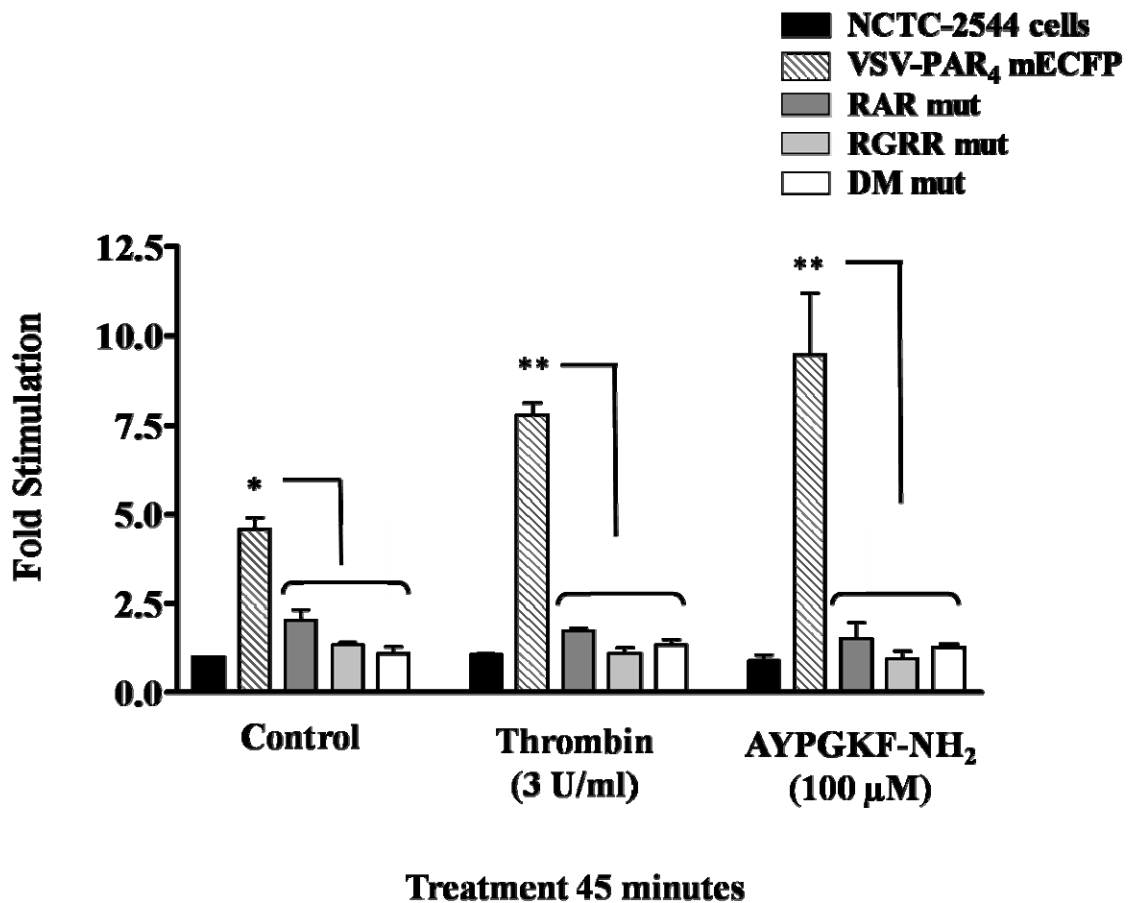 NCTC-2544 cells
VSV-PAR₄ mECFP
RAR mut
RGRR mut
DM mut
Fold Stimulation
12.5
10.0
7.5
5.0
2.5
0.0
*
**
**
Control
Thrombin
(3 U/ml)
AYPGKF-NH₂
(100 μM)
Treatment 45 minutes